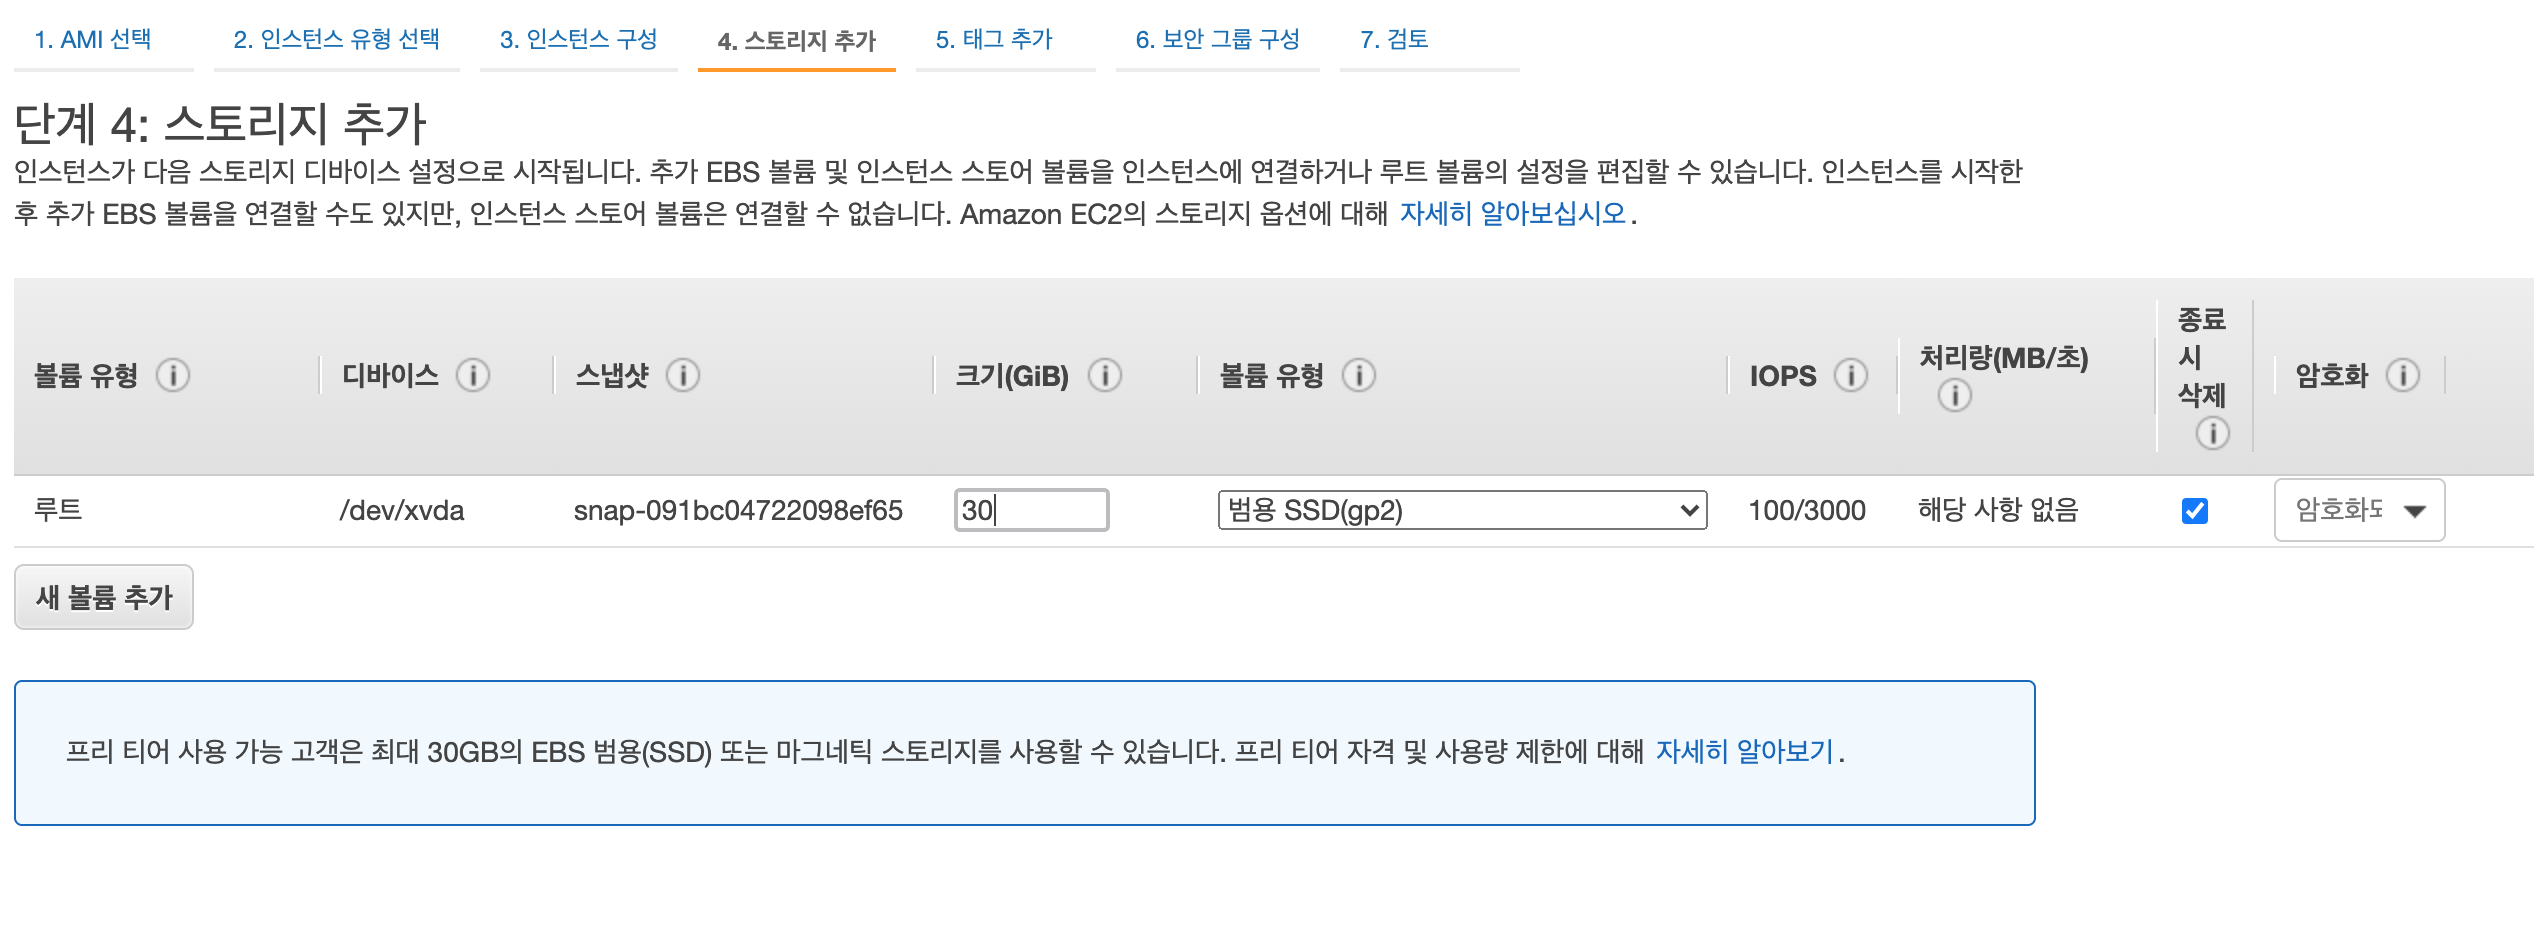 1. AMI 선택
2. 인스턴스 유형 선택
3. 인스턴스 구성
4. 스토리지 추가
5. 태그 추가
6. 보안 그룹 구성
7. 검토
단계 4: 스토리지 추가
인스턴스가 다음 스토리지 디바이스 설정으로 시작됩니다. 추가 EBS 볼륨 및 인스턴스 스토어 볼륨을 인스턴스에 연결하거나 루트 볼륨의 설정을 편집할 수 있습니다. 인스턴스를 시작한
후 추가 EBS 볼륨을 연결할 수도 있지만, 인스턴스 스토어 볼륨은 연결할 수 없습니다. Amazon EC2의 스토리지 옵션에 대해 자세히 알아보십시오.
볼륨 유형
디바이스
스냅샷
크기(GiB)
볼륨 유형
IOPS
처리량(MB/초)
종료
시
삭제
암호화
루트
/dev/xvda
snap-091bc04722098ef65
30
범용 SSD(gp2)
100/3000
해당 사항 없음
새 볼륨 추가
프리 티어 사용 가능 고객은 최대 30GB의 EBS 범용(SSD) 또는 마그네틱 스토리지를 사용할 수 있습니다. 프리 티어 자격 및 사용량 제한에 대해 자세히 알아보기.